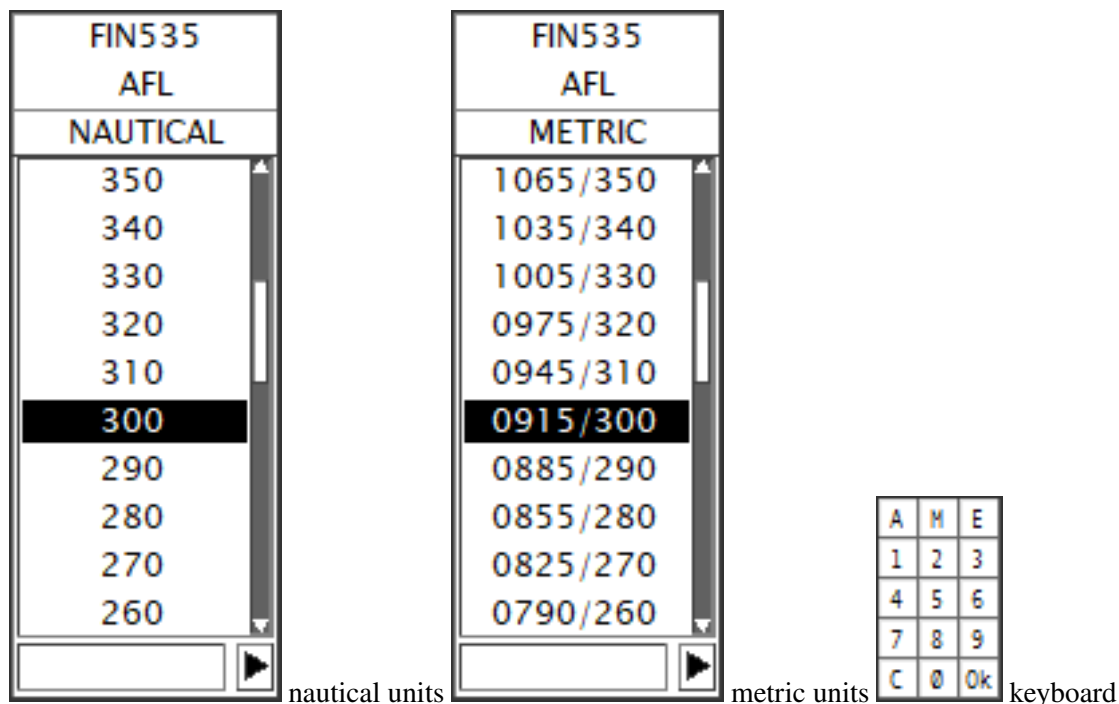 FIN535
AFL
NAUTICAL
350
340
330
320
310
300
290
280
270
260
nautical units
FIN535
AFL
METRIC
1065/350
1035/340
1005/330
0975/320
0945/310
0915/300
0885/290
0855/280
0825/270
0790/260
metric units
A M E
1 2 3
4 5 6
7 8 9
C 0 Ok
keyboard